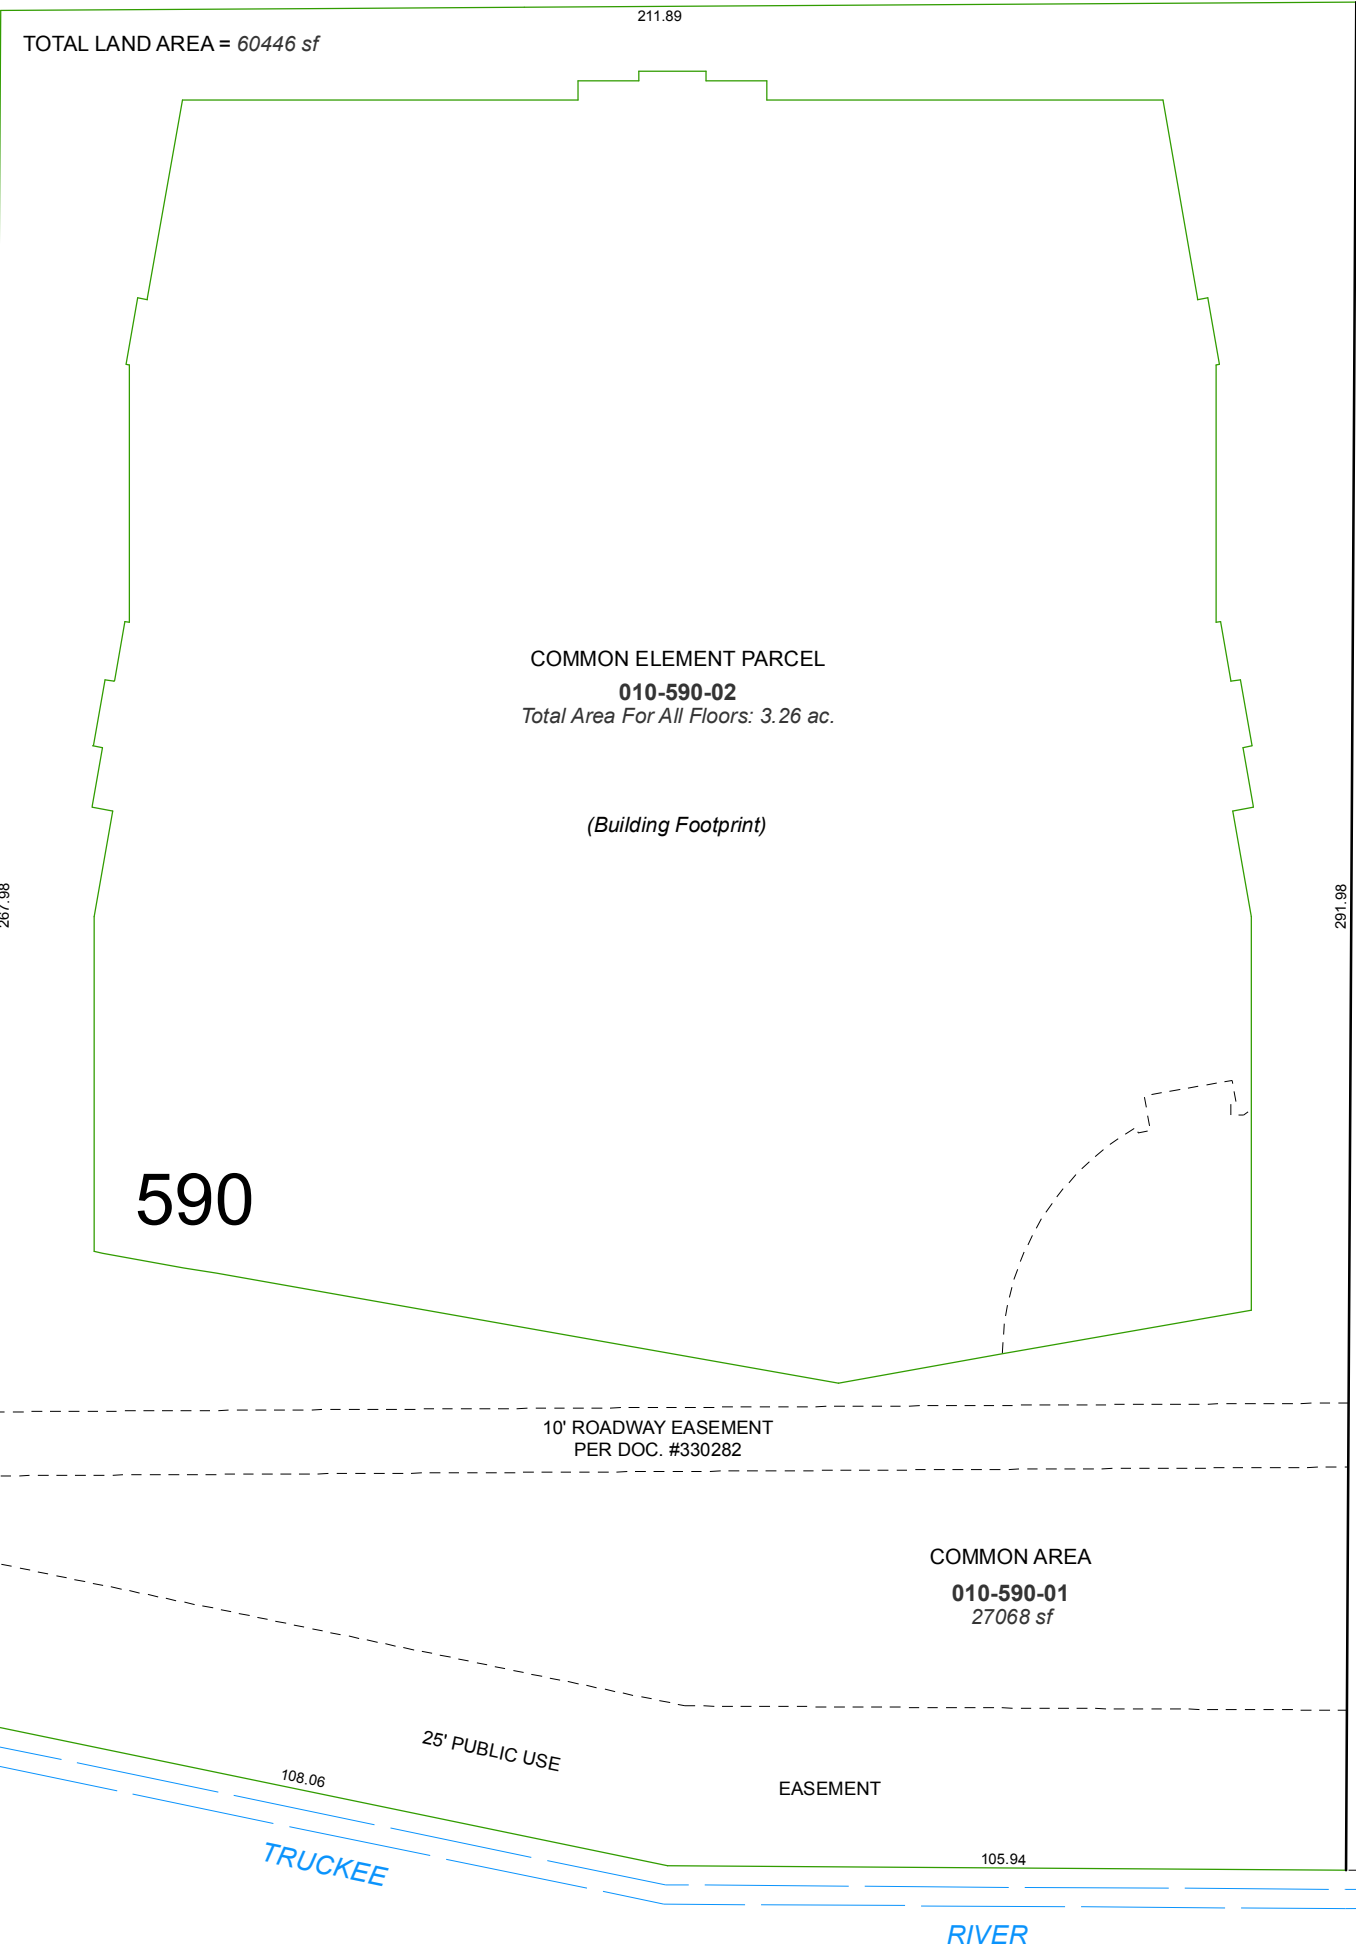 211.89
TOTAL LAND AREA = 60446 sf
COMMON ELEMENT PARCEL
010-590-02
Total Area For All Floors: 3.26 ac.
(Building Footprint)
267.98
291.98
590
10' ROADWAY EASEMENT
PER DOC. #330282
COMMON AREA
010-590-01
27068 sf
25' PUBLIC USE
EASEMENT
108.06
105.94
TRUCKEE
RIVER